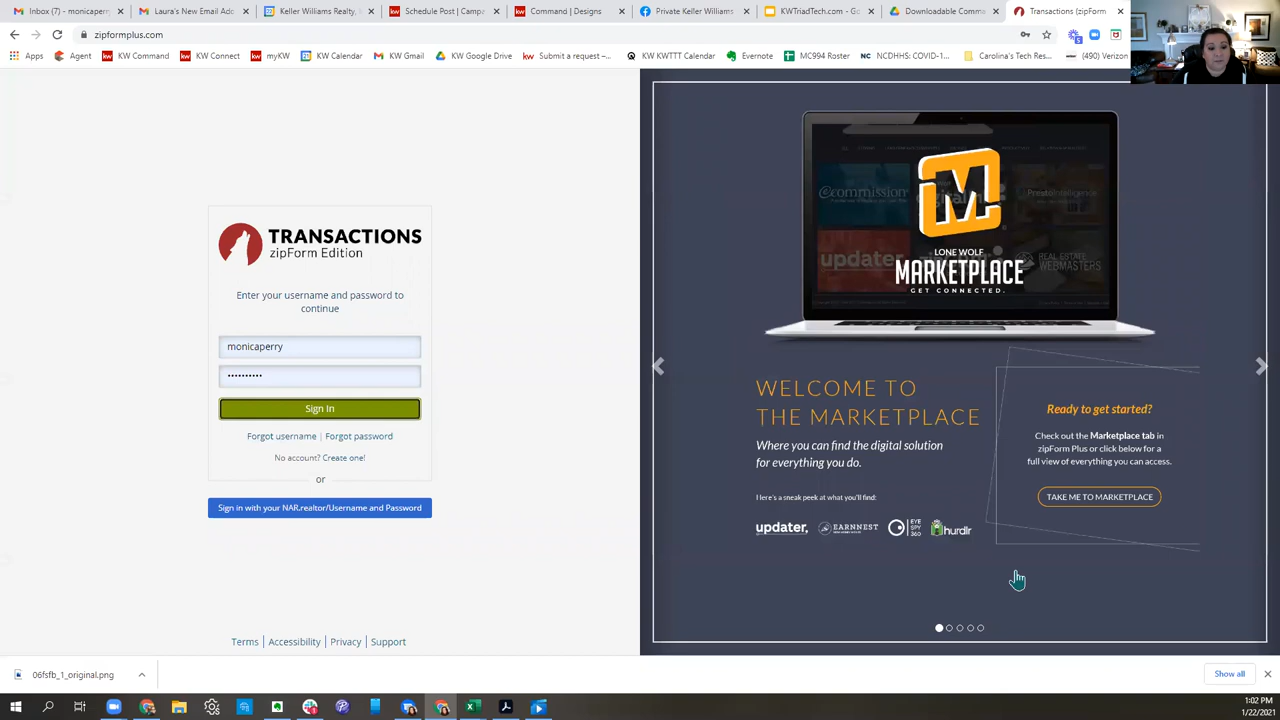 Inbox (7) - monicaperry
Laura's New Email Ad
Keller Williams Realty,
Schedule Post | Camp
Command | Designs
Private Keller Williams
KWTriadTech.com - Go
Downloadable Comma
Transactions (zipForm
zipformplus.com
Apps
Agent
KW Command
KW Connect
myKW
KW Calendar
KW Gmail
KW Google Drive
Submit a request –...
KW KWTTT Calendar
Evernote
MC994 Roster
NCDHHS: COVID-1...
Carolina's Tech Res...
(490) Verizon
TRANSACTIONS
zipForm Edition
Enter your username and password to
continue
monicaperry
••••••••••
Sign In
Forgot username | Forgot password
No account? Create one!
or
Sign in with your NAR.realtor/Username and Password
Terms | Accessibility | Privacy | Support
M
LONE WOLF
MARKETPLACE
GET CONNECTED.
WELCOME TO
THE MARKETPLACE
Where you can find the digital solution
for everything you do.
Here's a sneak peek at what you'll find:
updater. EARNNEST EYE SPY 360 hurdlr
Ready to get started?
Check out the Marketplace tab in
zipForm Plus or click below for
a full view of everything you can access.
TAKE ME TO MARKETPLACE
06fsfb_1_original.png
Show all
1:02 PM
1/22/2021